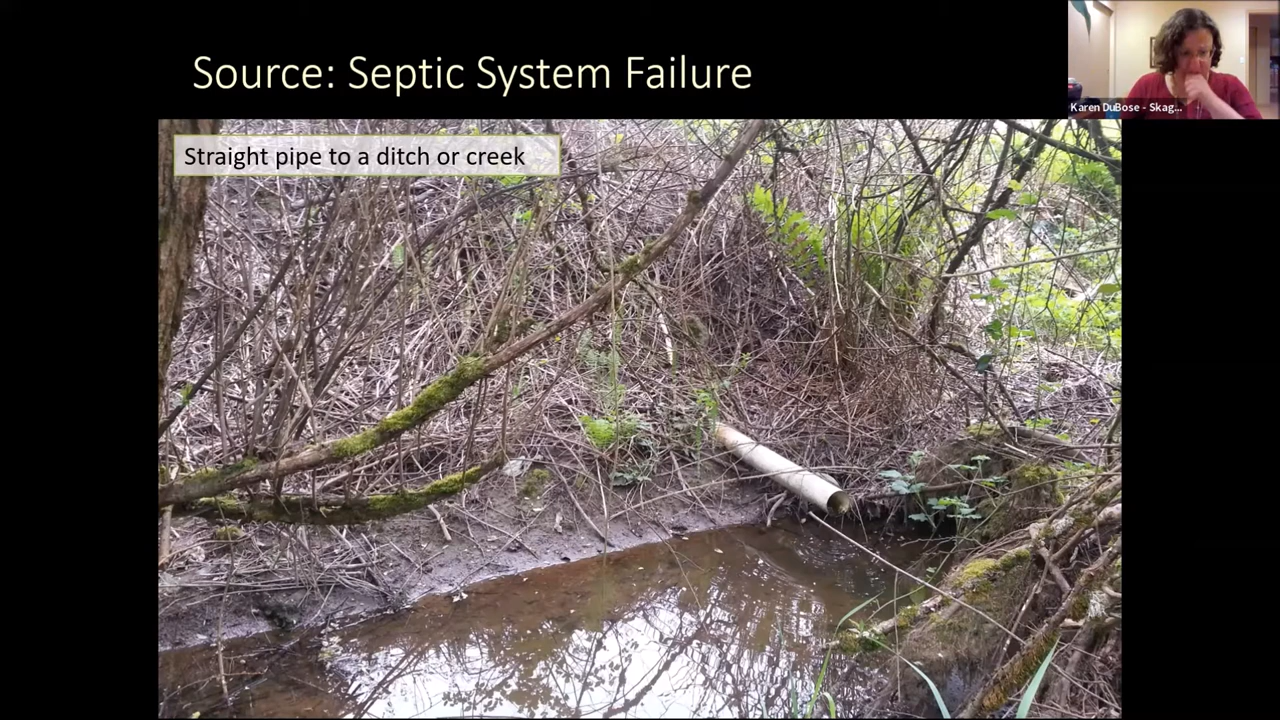 Source: Septic System Failure
Karen DuBose - Skag...
Straight pipe to a ditch or creek